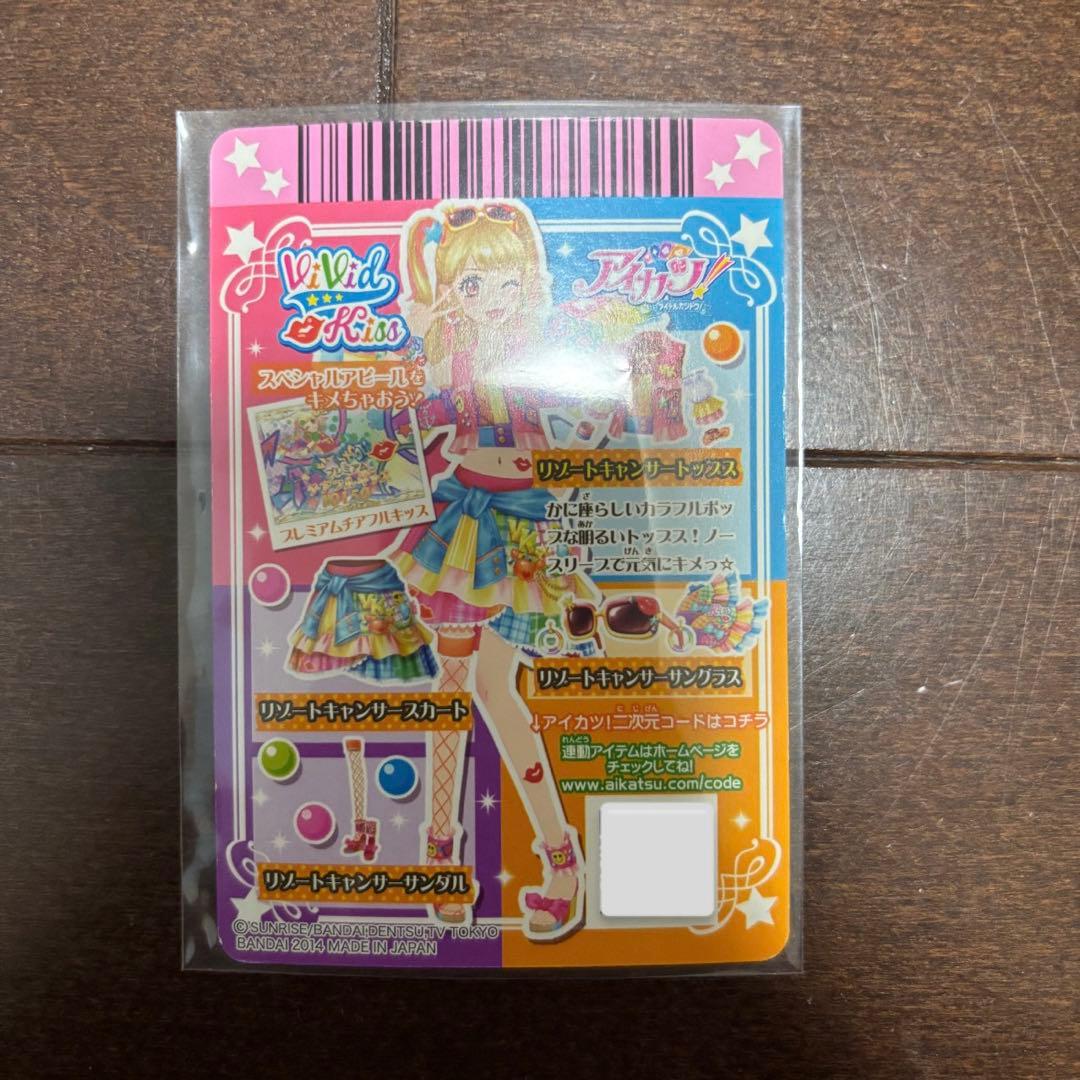 ViVid
Kiss
アイカツ!
アイドルカツドウ!
スペシャルアピールを
キメちゃおう!
プレミアムチアフルキッス
リゾートキャンサートップス
かに座らしいカラフルポッ
プな明るいトップス!ノー
スリーブで元気にキメっ☆
リゾートキャンサーサングラス
リゾートキャンサースカート
↓アイカツ!二次元コードはコチラ
連動アイテムはホームページを
チェックしてね!
www.aikatsu.com/code
リゾートキャンサーサンダル
©SUNRISE/BANDAI,DENTSU,TV TOKYO
BANDAI 2014 MADE IN JAPAN